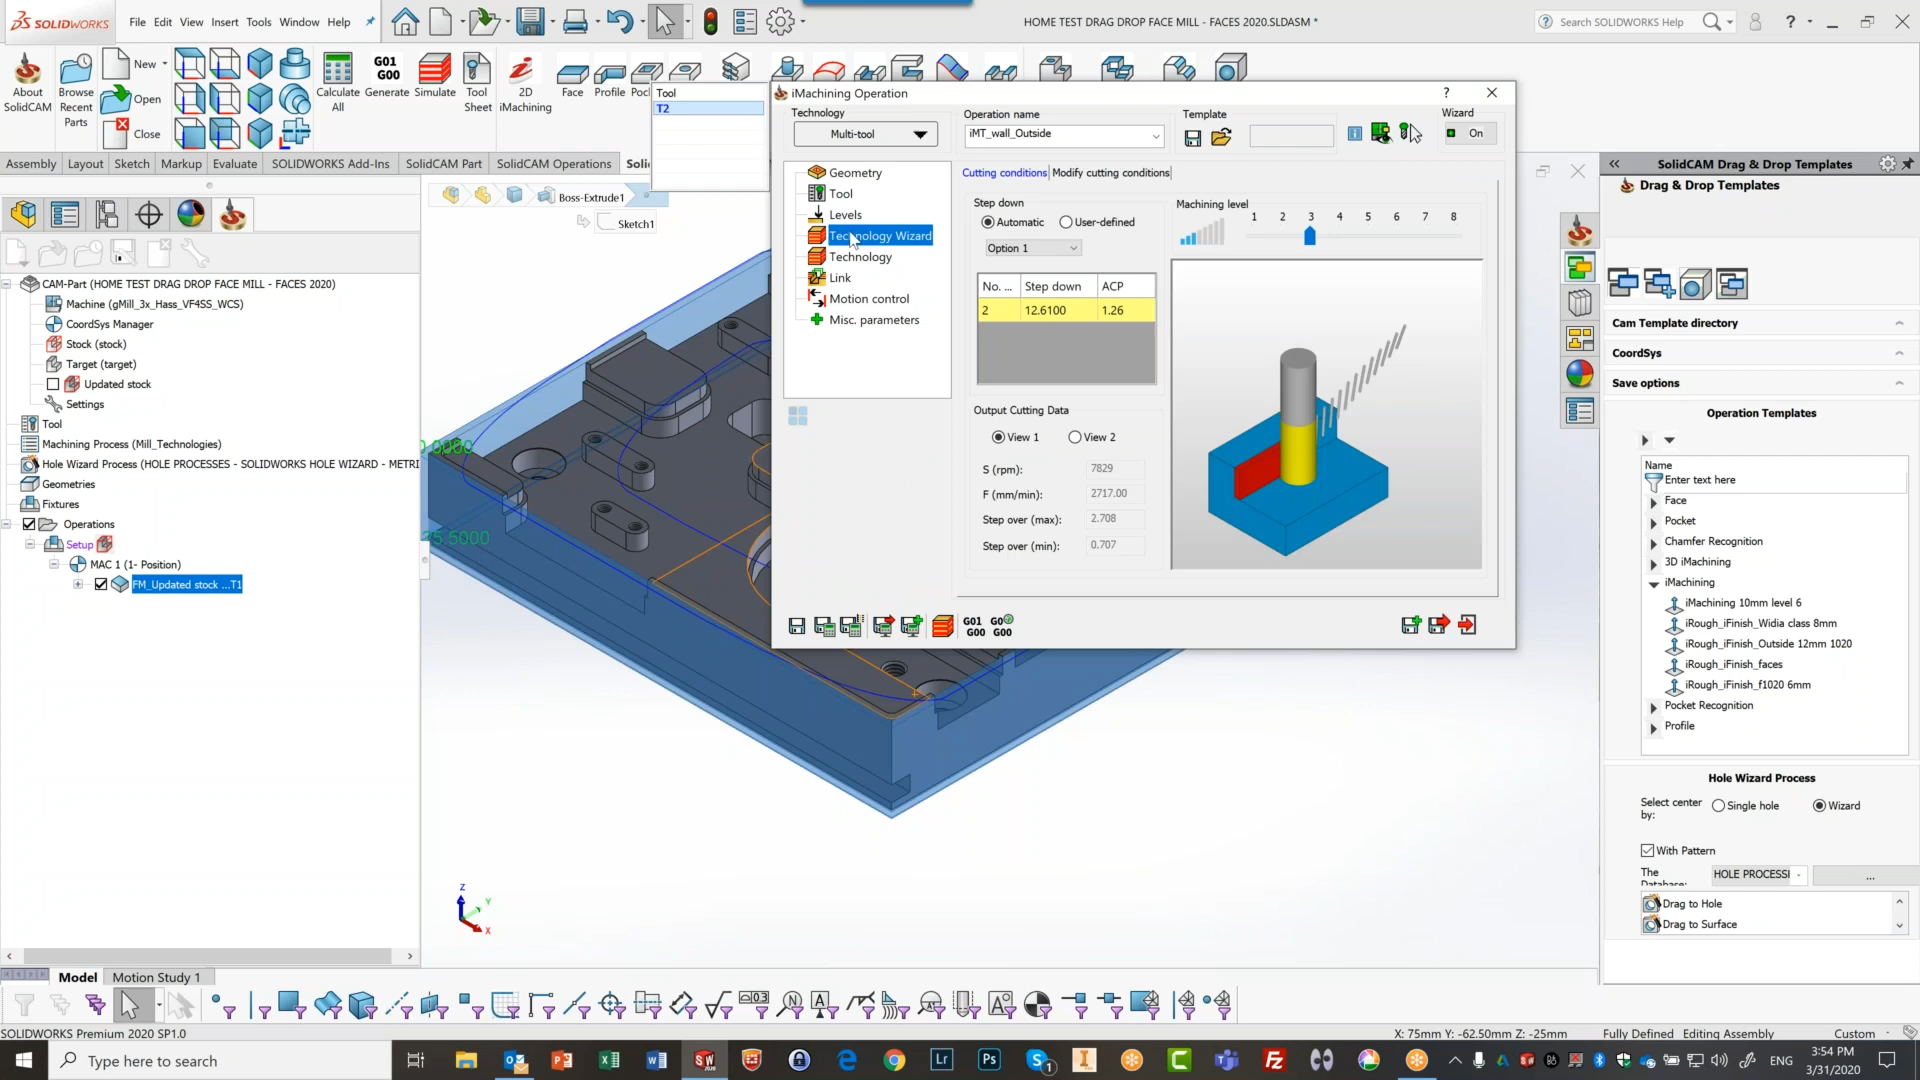 SOLIDWORKS
File Edit View Insert Tools Window Help
HOME TEST DRAG DROP FACE MILL - FACES 2020.SLDASM *
Search SOLIDWORKS Help
About SolidCAM
Browse Recent Parts
New
Open
Close
Calculate All
G01 G00
Generate
Simulate
Tool Sheet
2D iMachining
Face
Profile
Assembly Layout Sketch Markup Evaluate SOLIDWORKS Add-Ins SolidCAM Part SolidCAM Operations
Tool
T2
Boss-Extrude1
Sketch1
CAM-Part (HOME TEST DRAG DROP FACE MILL - FACES 2020)
Machine (gMill_3x_Hass_VF4SS_WCS)
CoordSys Manager
Stock (stock)
Target (target)
Updated stock
Settings
Tool
Machining Process (Mill_Technologies)
Hole Wizard Process (HOLE PROCESSES - SOLIDWORKS HOLE WIZARD - METRI
Geometries
Fixtures
Operations
Setup
MAC 1 (1- Position)
FM_Updated stock ...T1
iMachining Operation
Technology
Multi-tool
Operation name
iMT_wall_Outside
Template
Wizard
On
Geometry
Tool
Levels
Technology Wizard
Technology
Link
Motion control
Misc. parameters
Cutting conditions Modify cutting conditions
Step down
Automatic User-defined
Option 1
No. ... Step down ACP
2 12.6100 1.26
Machining level
1 2 3 4 5 6 7 8
Output Cutting Data
View 1 View 2
S (rpm): 7829
F (mm/min): 2717.00
Step over (max): 2.708
Step over (min): 0.707
G01 G00
SolidCAM Drag & Drop Templates
Drag & Drop Templates
Cam Template directory
CoordSys
Save options
Operation Templates
Name
Enter text here
Face
Pocket
Chamfer Recognition
3D iMachining
iMachining
iMachining 10mm level 6
iRough_iFinish_Widia class 8mm
iRough_iFinish_Outside 12mm 1020
iRough_iFinish_faces
iRough_iFinish_f1020 6mm
Pocket Recognition
Profile
Hole Wizard Process
Select center by: Single hole Wizard
With Pattern
The Database: HOLE PROCESSI ...
Drag to Hole
Drag to Surface
Z
Y
X
Model Motion Study 1
SOLIDWORKS Premium 2020 SP1.0
X: 75mm Y: -62.50mm Z: -25mm Fully Defined Editing Assembly Custom
Type here to search
ENG
3:54 PM
3/31/2020